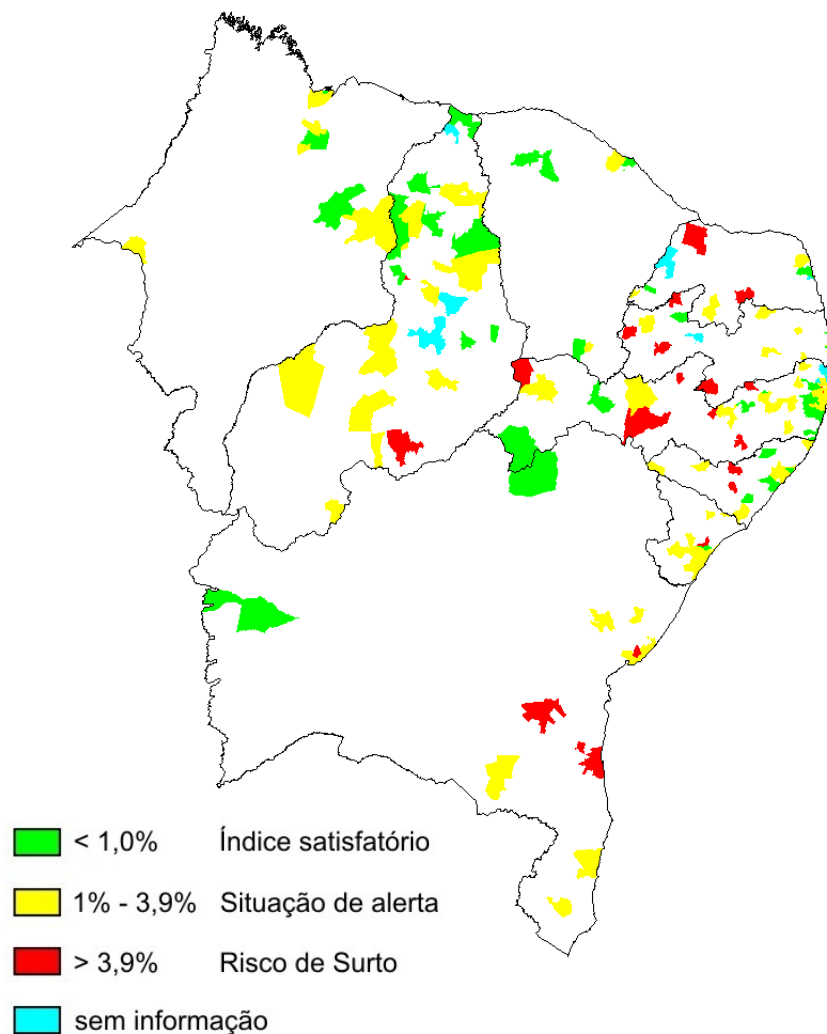 < 1,0% Índice satisfatório
1% - 3,9% Situação de alerta
> 3,9% Risco de Surto
sem informação